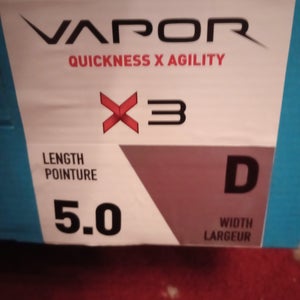 VAPOR
QUICKNESS X AGILITY
X3
LENGTH
POINTURE
5.0
D
WIDTH
LARGEUR